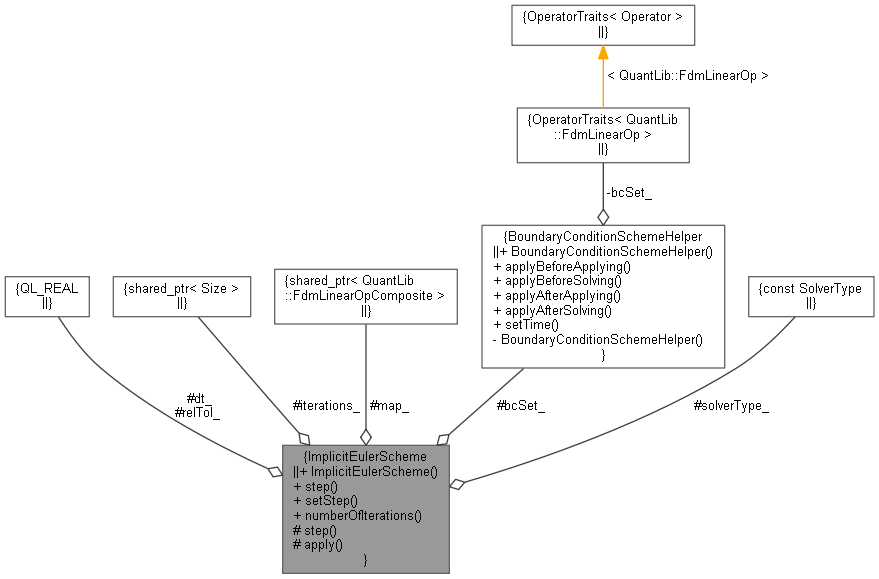 {OperatorTraits< Operator >
||}
< QuantLib::FdmLinearOp >
{OperatorTraits< QuantLib
::FdmLinearOp >
||}
-bcSet_
{BoundaryConditionSchemeHelper
||+ BoundaryConditionSchemeHelper()
+ applyBeforeApplying()
+ applyBeforeSolving()
+ applyAfterApplying()
+ applyAfterSolving()
+ setTime()
- BoundaryConditionSchemeHelper()
}
{QL_REAL
||}
{shared_ptr< Size >
||}
{shared_ptr< QuantLib
::FdmLinearOpComposite >
||}
{const SolverType
||}
#dt_
#relTol_
#iterations_
#map_
#bcSet_
#solverType_
{ImplicitEulerScheme
||+ ImplicitEulerScheme()
+ step()
+ setStep()
+ numberOfIterations()
# step()
# apply()
}